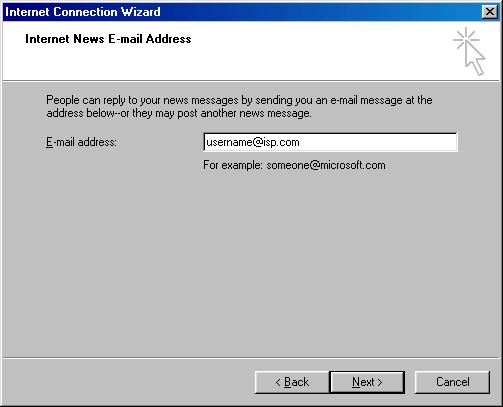 Internet Connection Wizard
Internet News E-mail Address
People can reply to your news messages by sending you an e-mail message at the
address below--or they may post another news message.
E-mail address:
username@isp.com
For example: someone@microsoft.com
< Back
Next >
Cancel